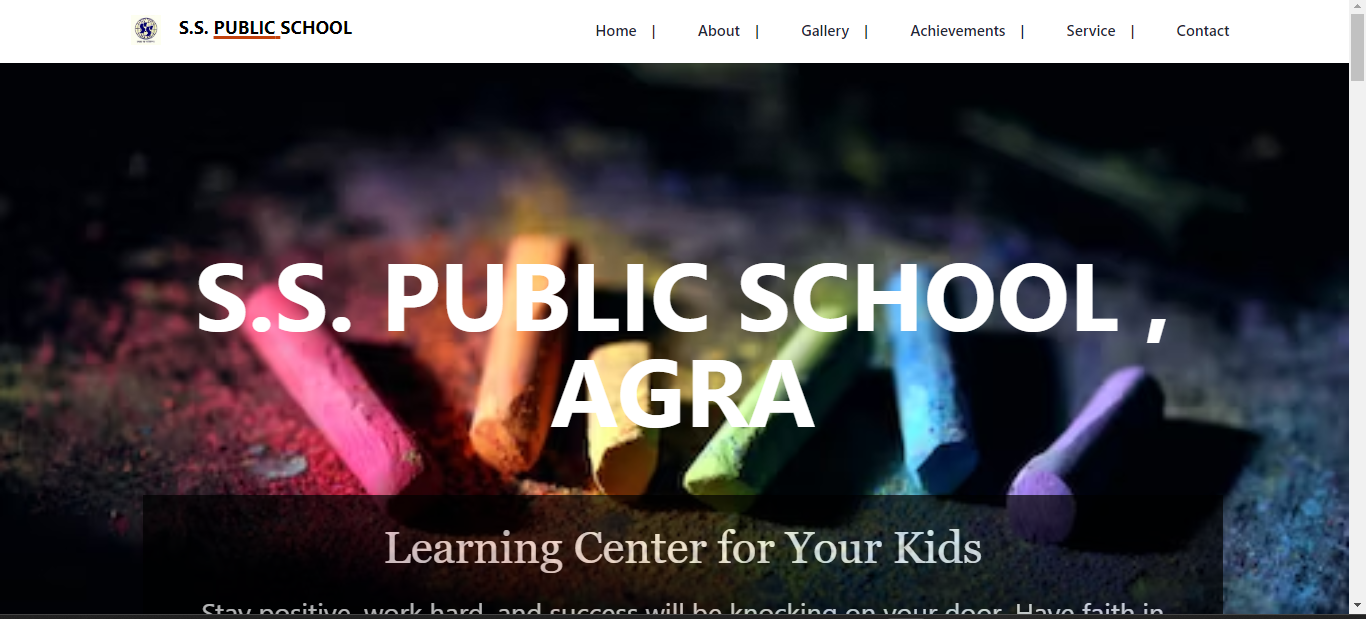 S.S. PUBLIC SCHOOL
Home | About | Gallery | Achievements | Service | Contact
S.S. PUBLIC SCHOOL ,
AGRA
Learning Center for Your Kids
Stay positive, work hard, and success will be knocking on your door. Have faith in